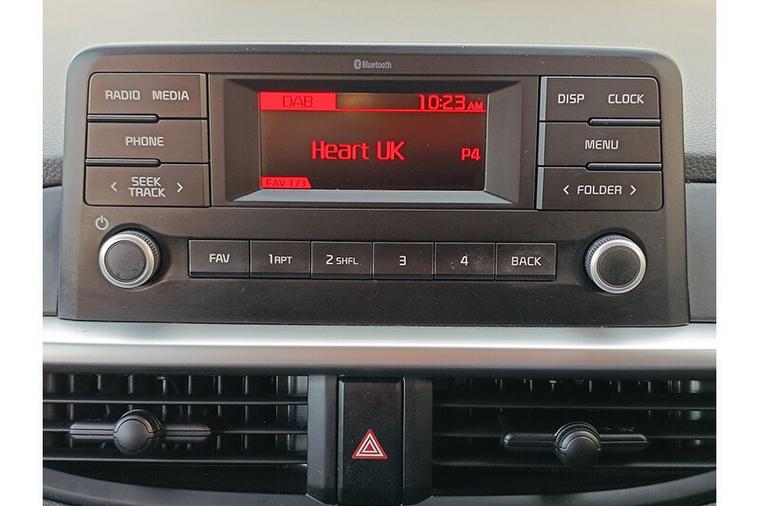 Bluetooth
RADIO MEDIA
DAB
10:23 AM
DISP CLOCK
PHONE
Heart UK
P4
MENU
< SEEK TRACK >
FAV 1/3
< FOLDER >
FAV
1 RPT
2 SHFL
3
4
BACK